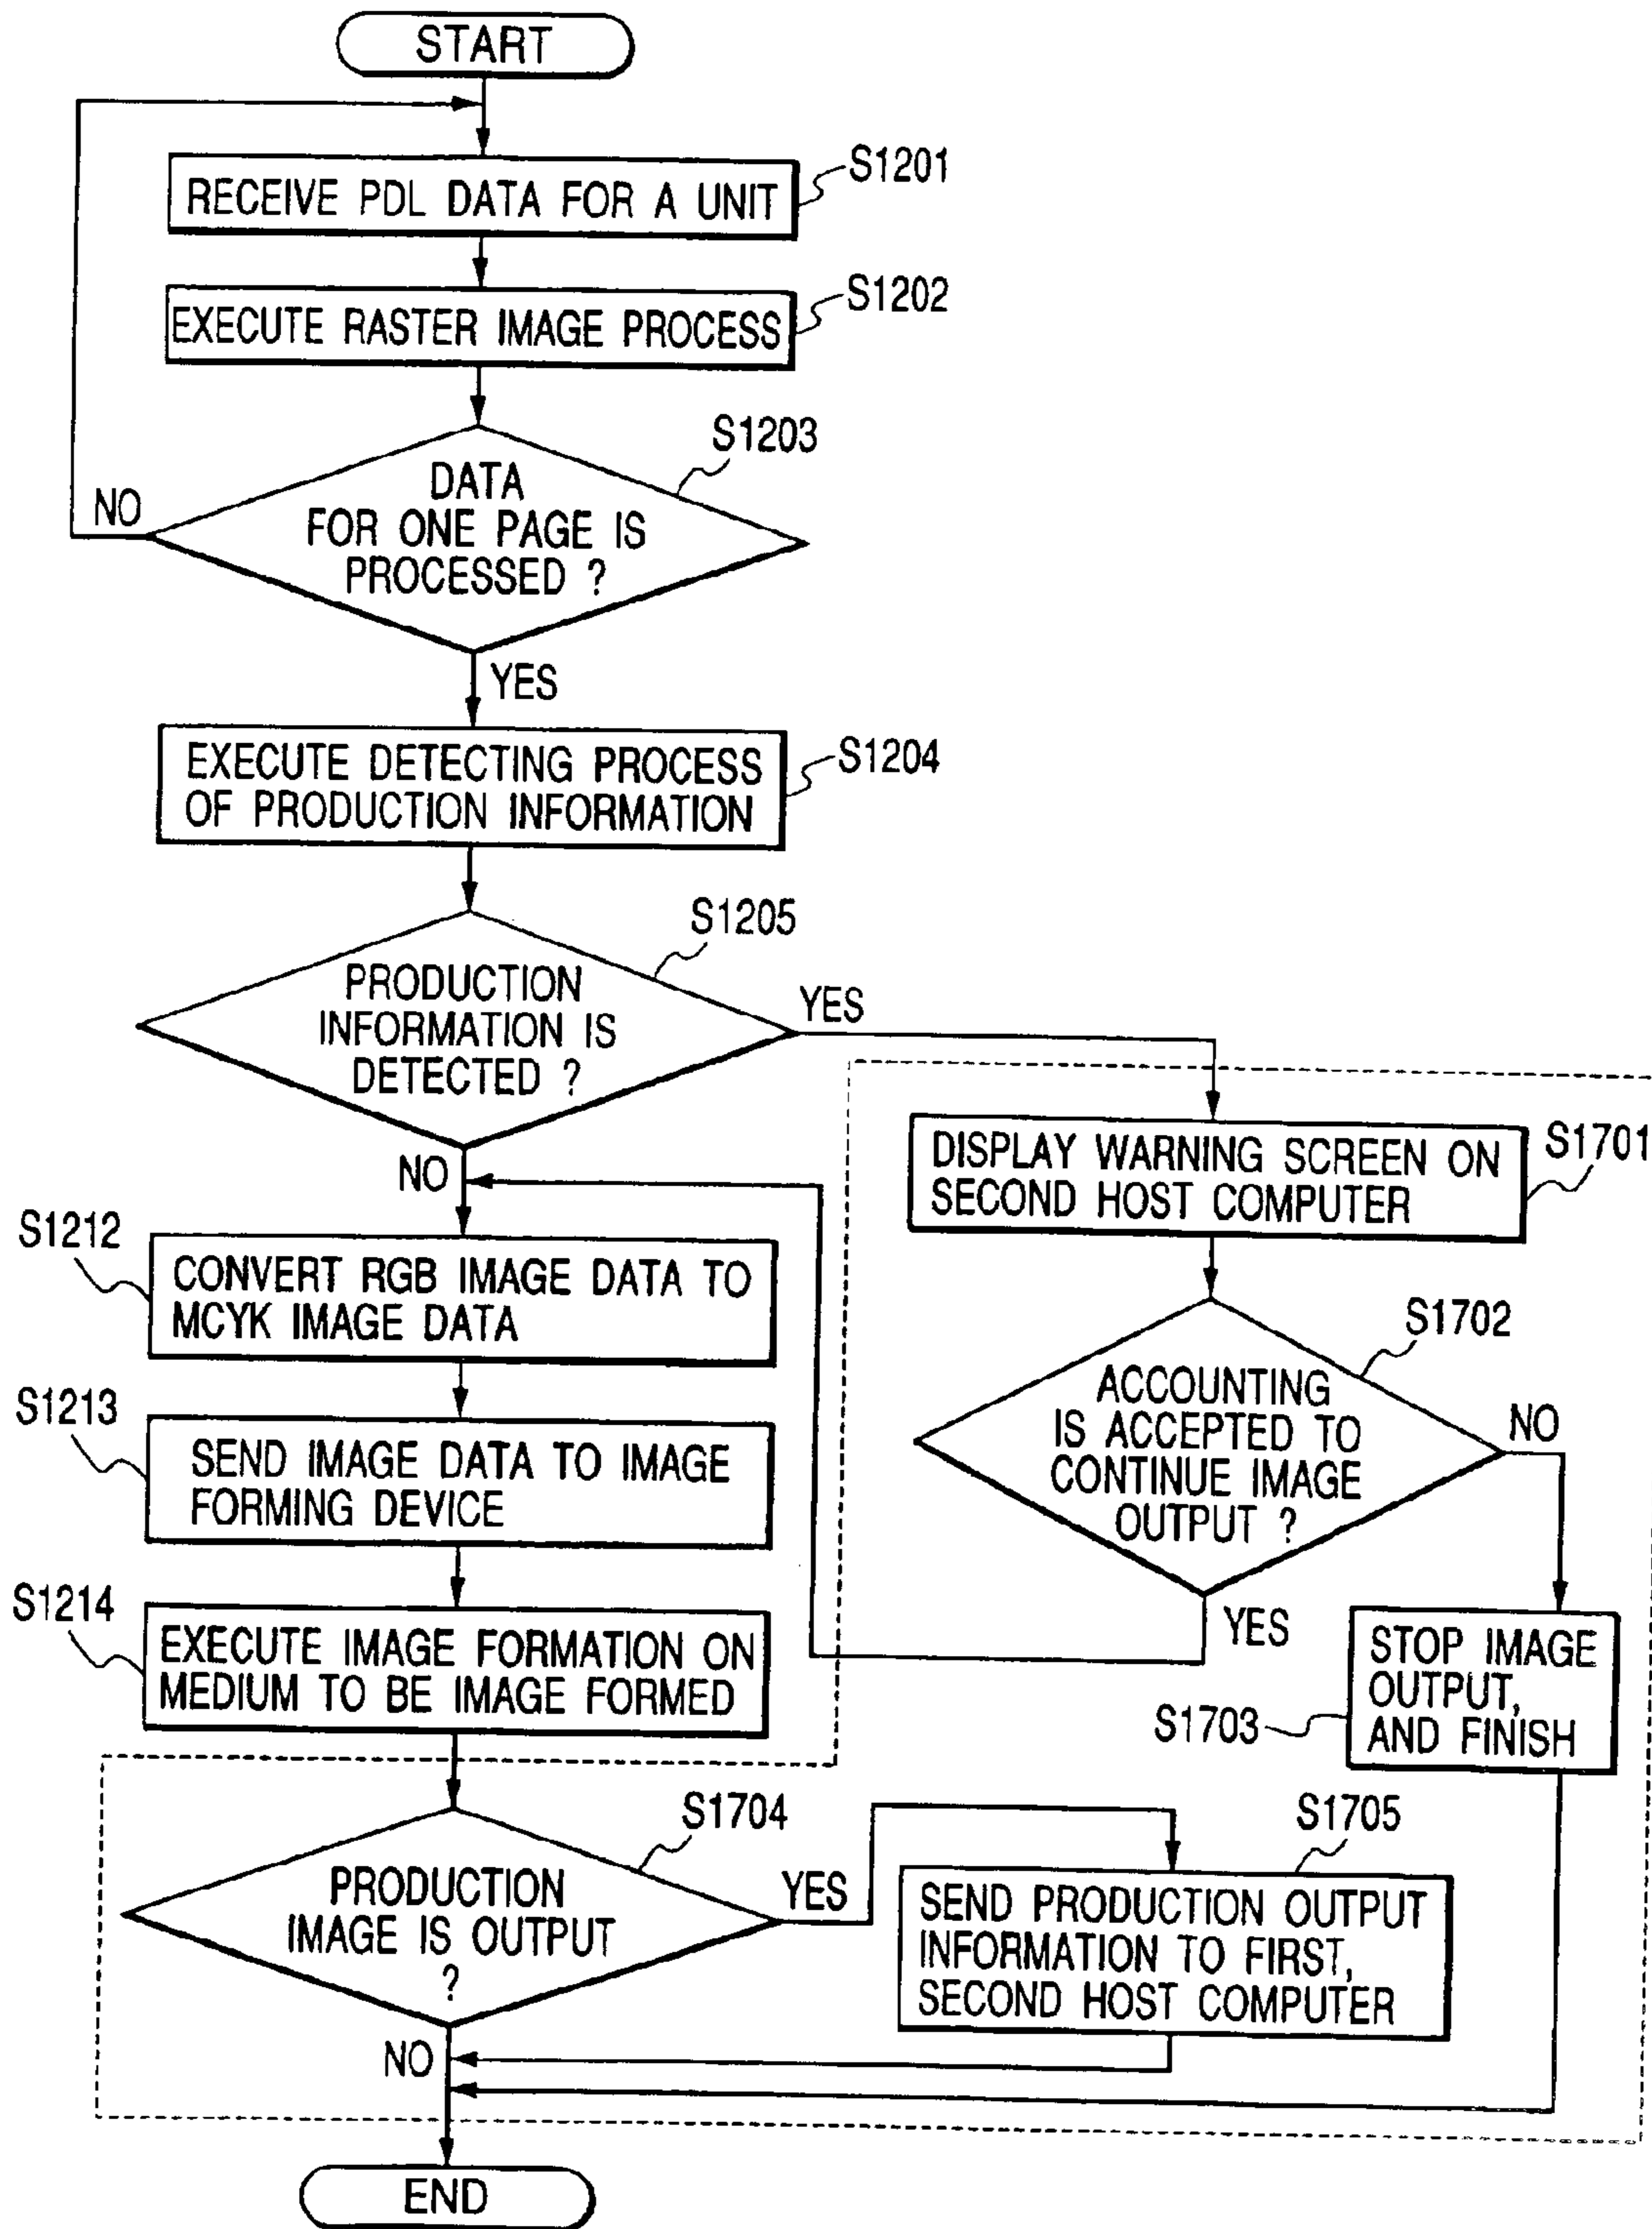 START
RECEIVE PDL DATA FOR A UNIT
S1201
EXECUTE RASTER IMAGE PROCESS
S1202
S1203
DATA
FOR ONE PAGE IS
PROCESSED ?
NO
YES
EXECUTE DETECTING PROCESS
OF PRODUCTION INFORMATION
S1204
S1205
PRODUCTION
INFORMATION IS
DETECTED ?
YES
NO
DISPLAY WARNING SCREEN ON
SECOND HOST COMPUTER
S1701
S1212
CONVERT RGB IMAGE DATA TO
MCYK IMAGE DATA
S1702
ACCOUNTING
IS ACCEPTED TO
CONTINUE IMAGE
OUTPUT ?
NO
YES
S1213
SEND IMAGE DATA TO IMAGE
FORMING DEVICE
S1214
EXECUTE IMAGE FORMATION ON
MEDIUM TO BE IMAGE FORMED
STOP IMAGE
OUTPUT,
AND FINISH
S1703
S1704
PRODUCTION
IMAGE IS OUTPUT
?
YES
S1705
SEND PRODUCTION OUTPUT
INFORMATION TO FIRST,
SECOND HOST COMPUTER
NO
END